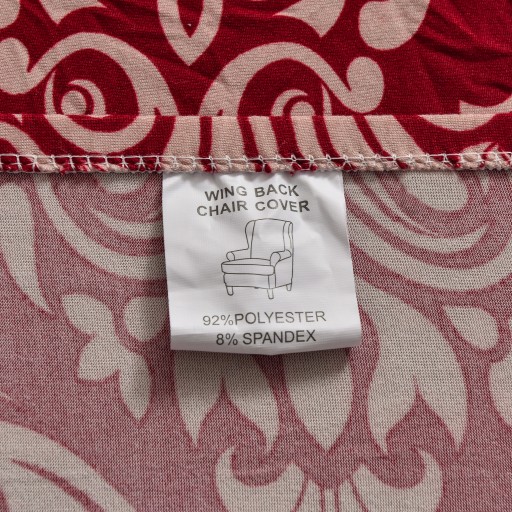 WING BACK
CHAIR COVER
92%POLYESTER
8% SPANDEX